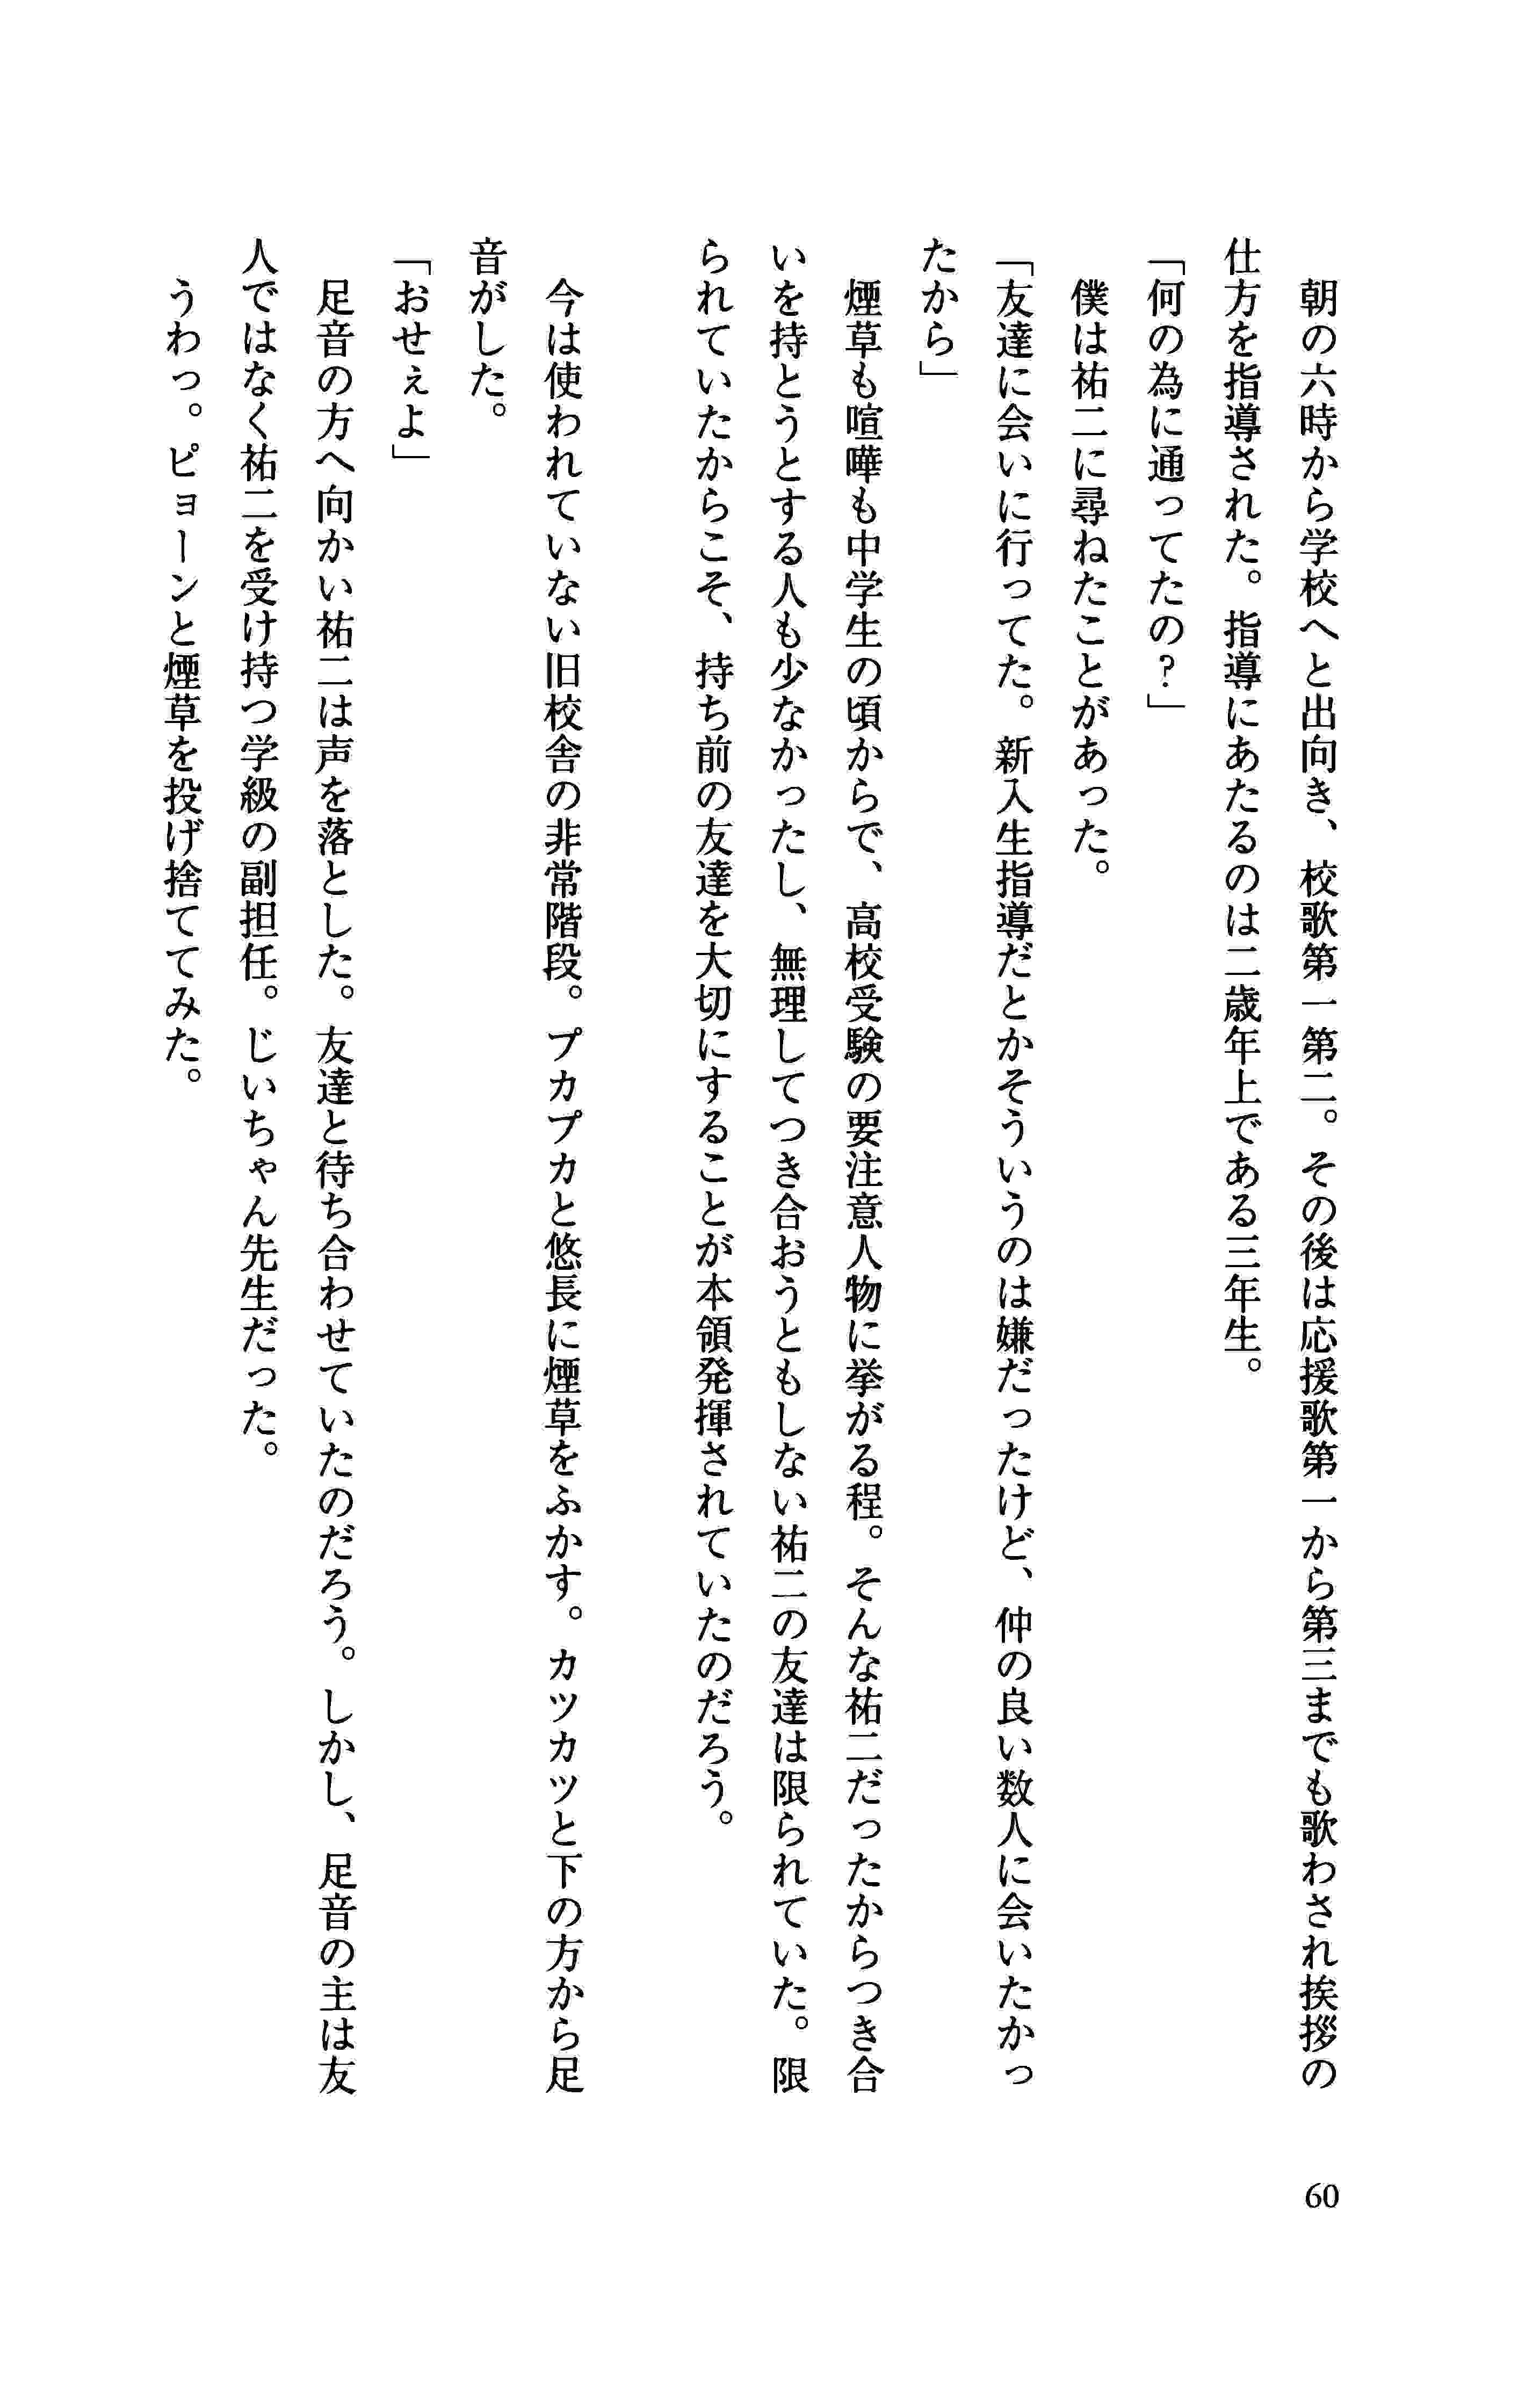 朝の六時から学校へと出向き、校歌第一第二。その後は応援歌第一から第三までも歌わされ挨拶の
仕方を指導された。指導にあたるのは二歳年上である三年生。
「何の為に通ってたの?」
僕は祐二に尋ねたことがあった。
「友達に会いに行ってた。新入生指導だとかそういうのは嫌だったけど、仲の良い数人に会いたかっ
たから」
煙草も喧嘩も中学生の頃からで、高校受験の要注意人物に挙がる程。そんな祐二だったからつき合
いを持とうとする人も少なかったし、無理してつき合おうともしない祐二の友達は限られていた。限
られていたからこそ、持ち前の友達を大切にすることが本領発揮されていたのだろう。
今は使われていない旧校舎の非常階段。プカプカと悠長に煙草をふかす。カツカツと下の方から足
音がした。
「おせぇよ」
足音の方へ向かい祐二は声を落とした。友達と待ち合わせていたのだろう。しかし、足音の主は友
人ではなく祐二を受け持つ学級の副担任。じいちゃん先生だった。
うわっ。ピョーンと煙草を投げ捨ててみた。
60